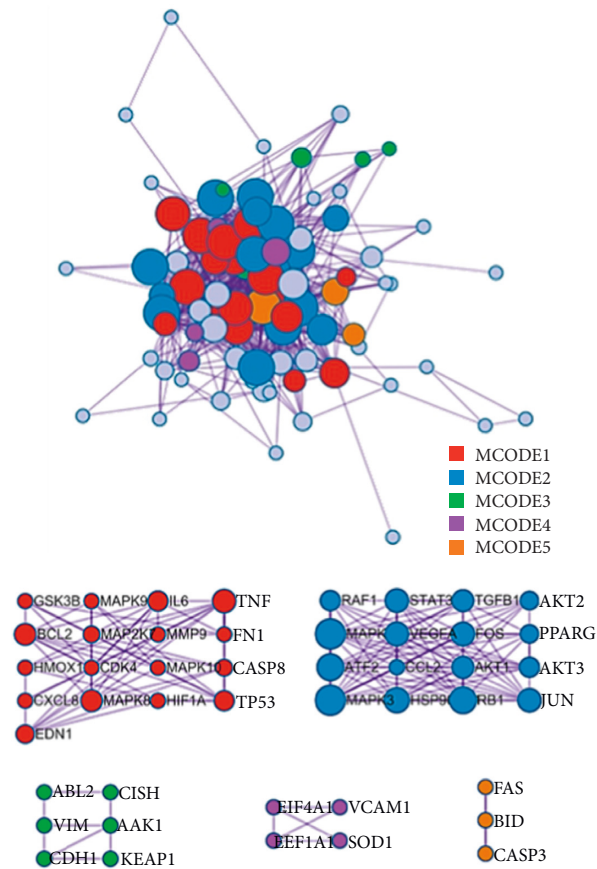 MCODE1
MCODE2
MCODE3
MCODE4
MCODE5
GSK3B MAPK9 IL6 TNF
BCL2 MMP9 FN1
HMOX1 CDK4 MAPK10 CASP8
CXCL8 MAPK8 HIF1A TP53
EDN1
RAF1 STAT3 TGFB1 AKT2
VEGFA FOS PPARG
ATF2 CCL2 AKT1 AKT3
MAPK3 RB1 JUN
ABL2 CISH
VIM AAK1
CDH1 KEAP1
EIF4A1 VCAM1
EEF1A1 SOD1
FAS
BID
CASP3